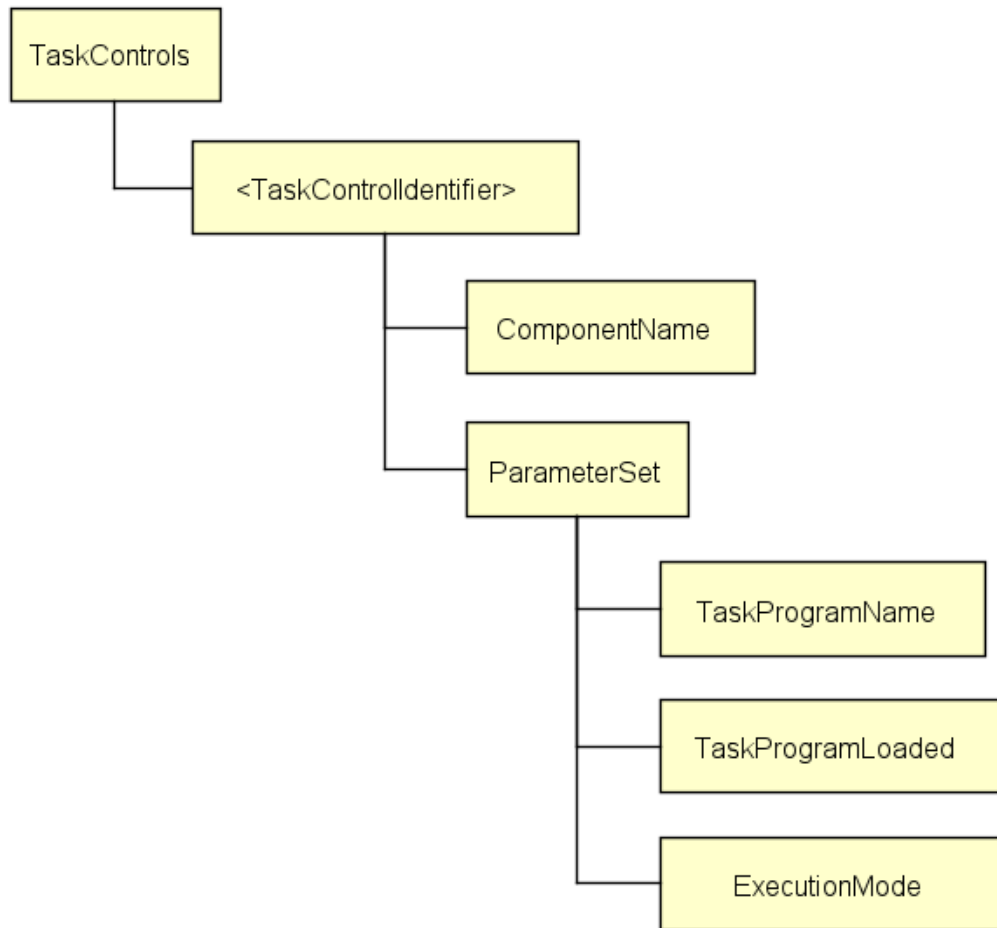 TaskControls
<TaskControlIdentifier>
ComponentName
ParameterSet
TaskProgramName
TaskProgramLoaded
ExecutionMode